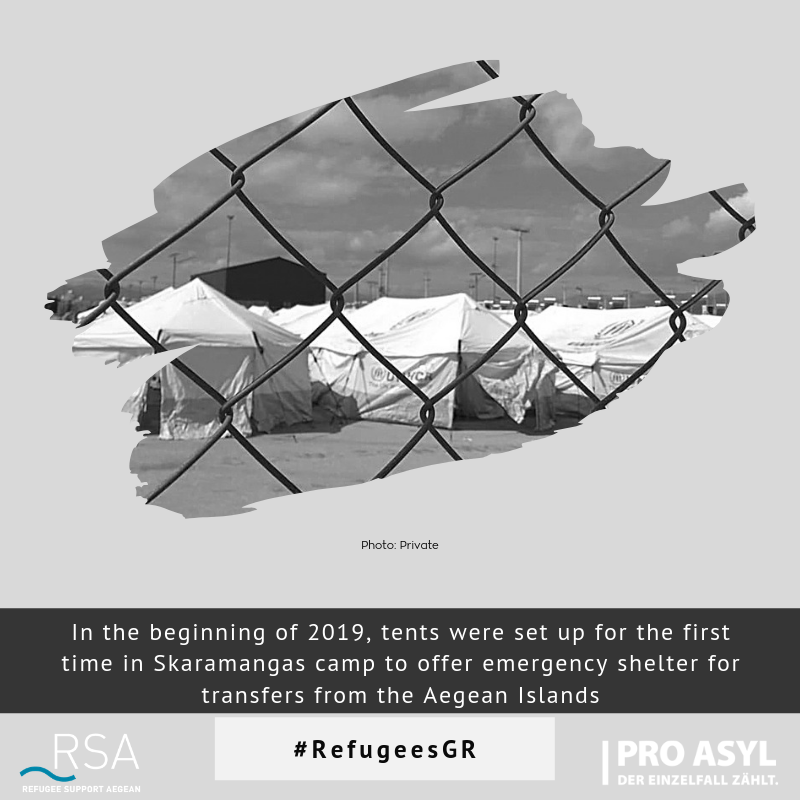 UNHCR
Photo: Private
In the beginning of 2019, tents were set up for the first
time in Skaramangas camp to offer emergency shelter for
transfers from the Aegean Islands
RSA
REFUGEE SUPPORT AEGEAN
#RefugeesGR
PRO ASYL
DER EINZELFALL ZÄHLT.